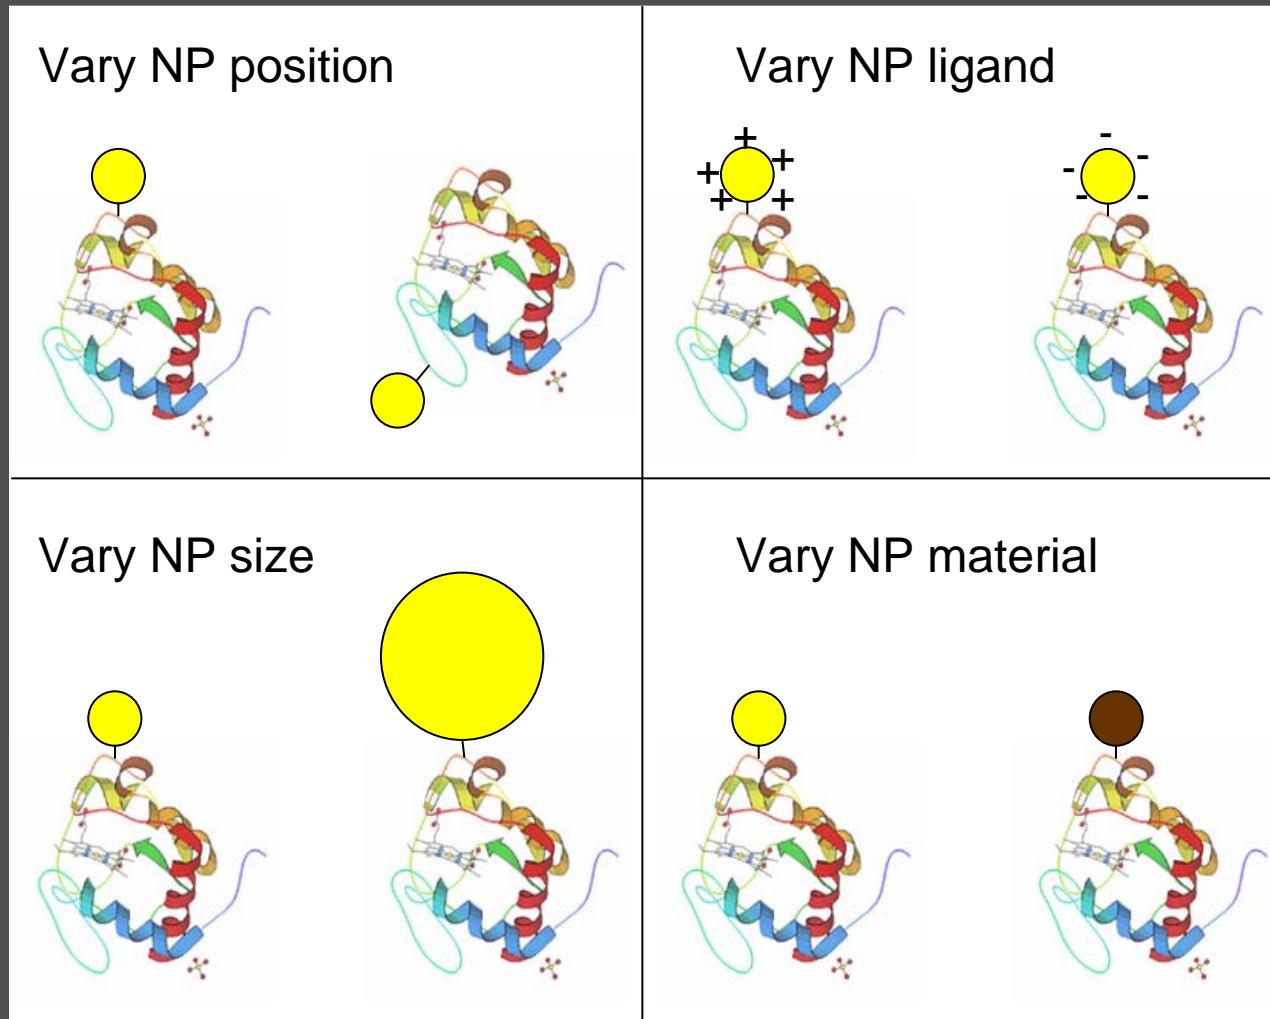 Vary NP position
Vary NP ligand
+
+ +
+ +
-
- -
- -
Vary NP size
Vary NP material